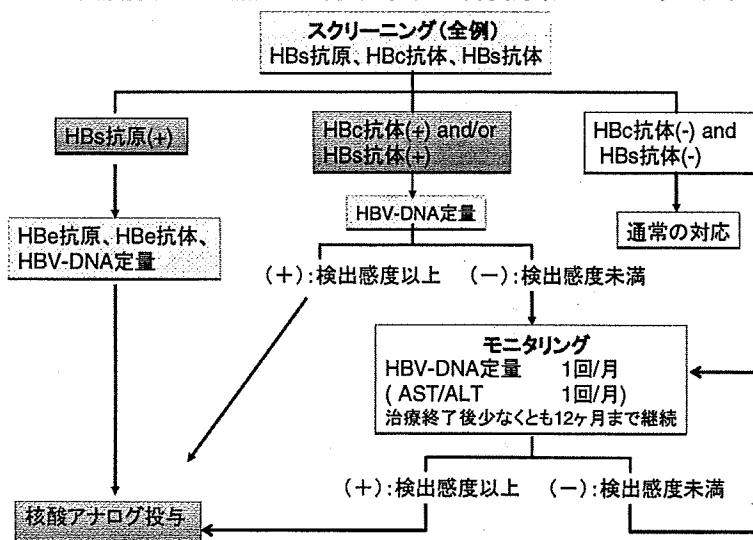 スクリーニング(全例)
HBs抗原、HBc抗体、HBs抗体
HBs抗原(+)
HBc抗体(+) and/or
HBs抗体(+)
HBc抗体(-) and
HBs抗体(-)
HBe抗原、HBe抗体、
HBV-DNA定量
HBV-DNA定量
通常の対応
(+):検出感度以上
(-):検出感度未満
モニタリング
HBV-DNA定量 1回/月
(AST/ALT 1回/月)
治療終了後少なくとも12ヶ月まで継続
(+):検出感度以上
(-):検出感度未満
核酸アナログ投与